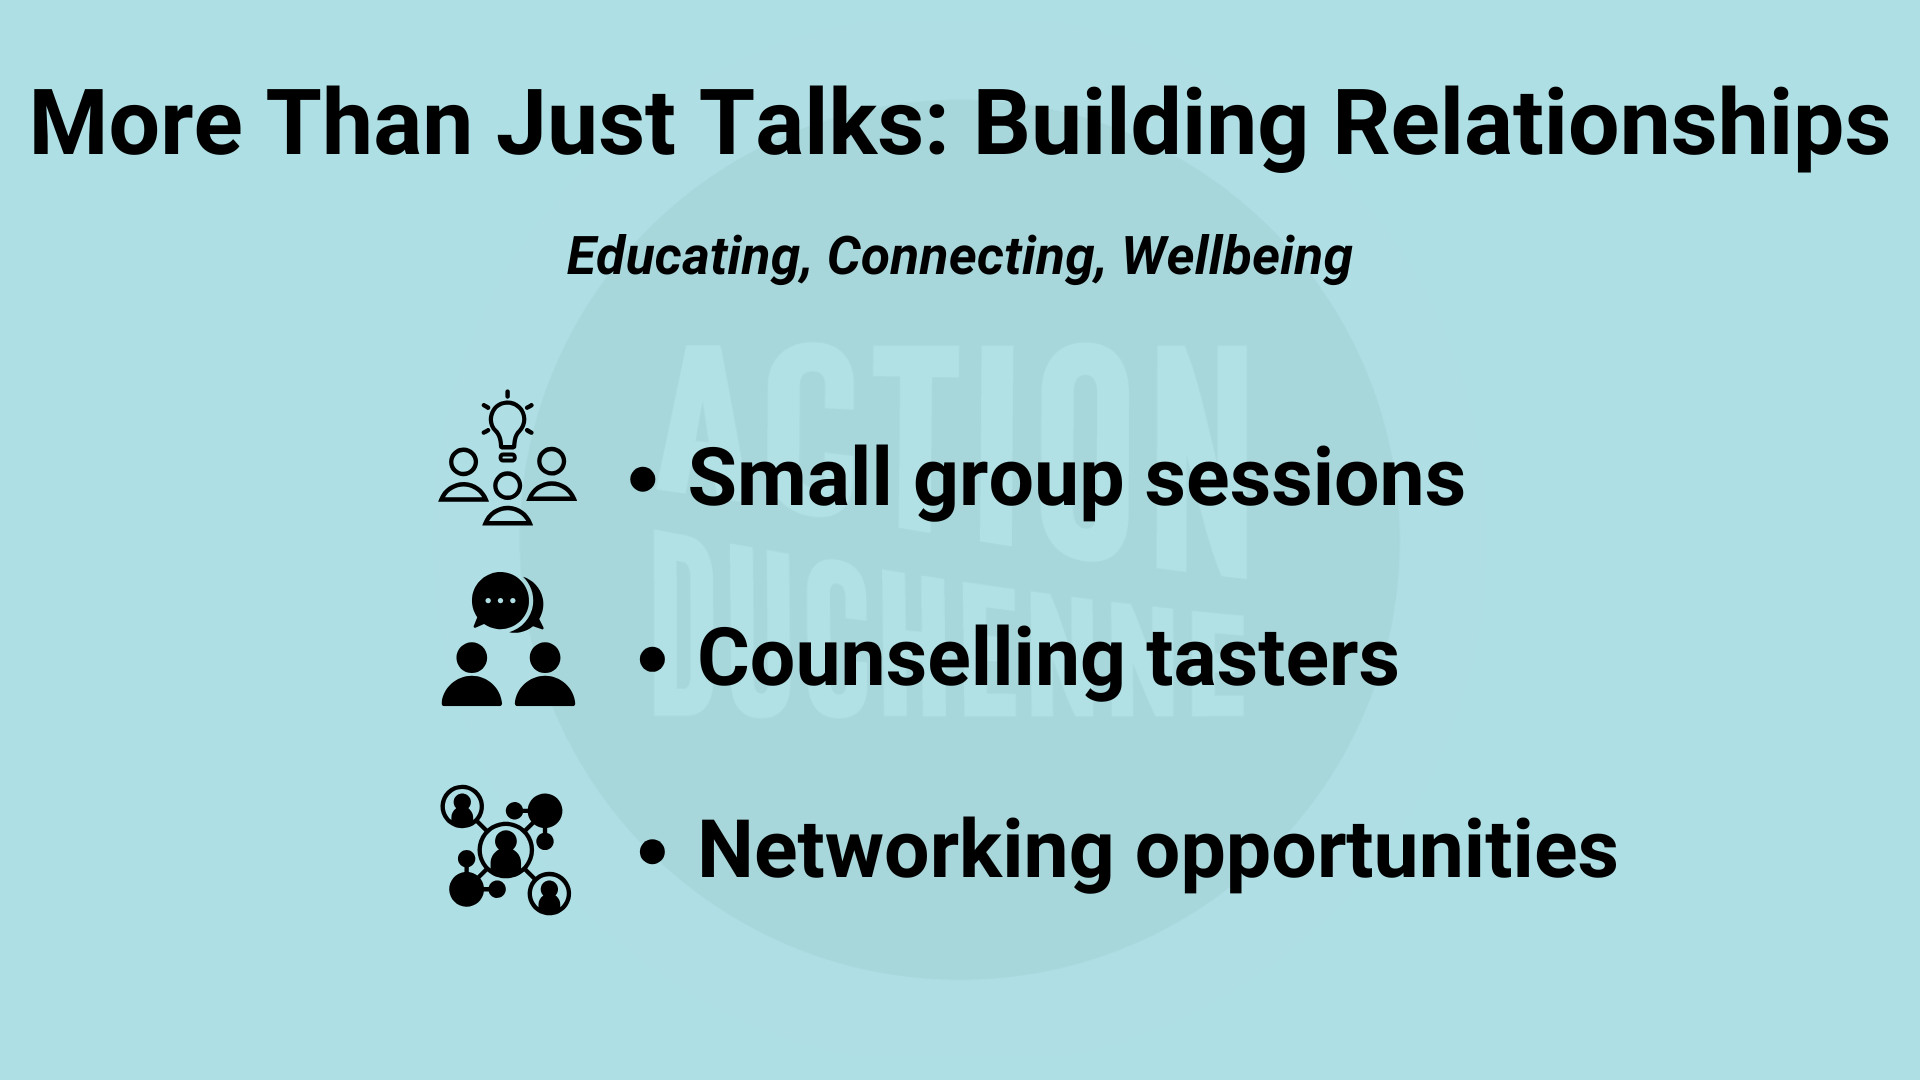 More Than Just Talks: Building Relationships
Educating, Connecting, Wellbeing
ACTION
DUCHENNE
• Small group sessions
• Counselling tasters
• Networking opportunities